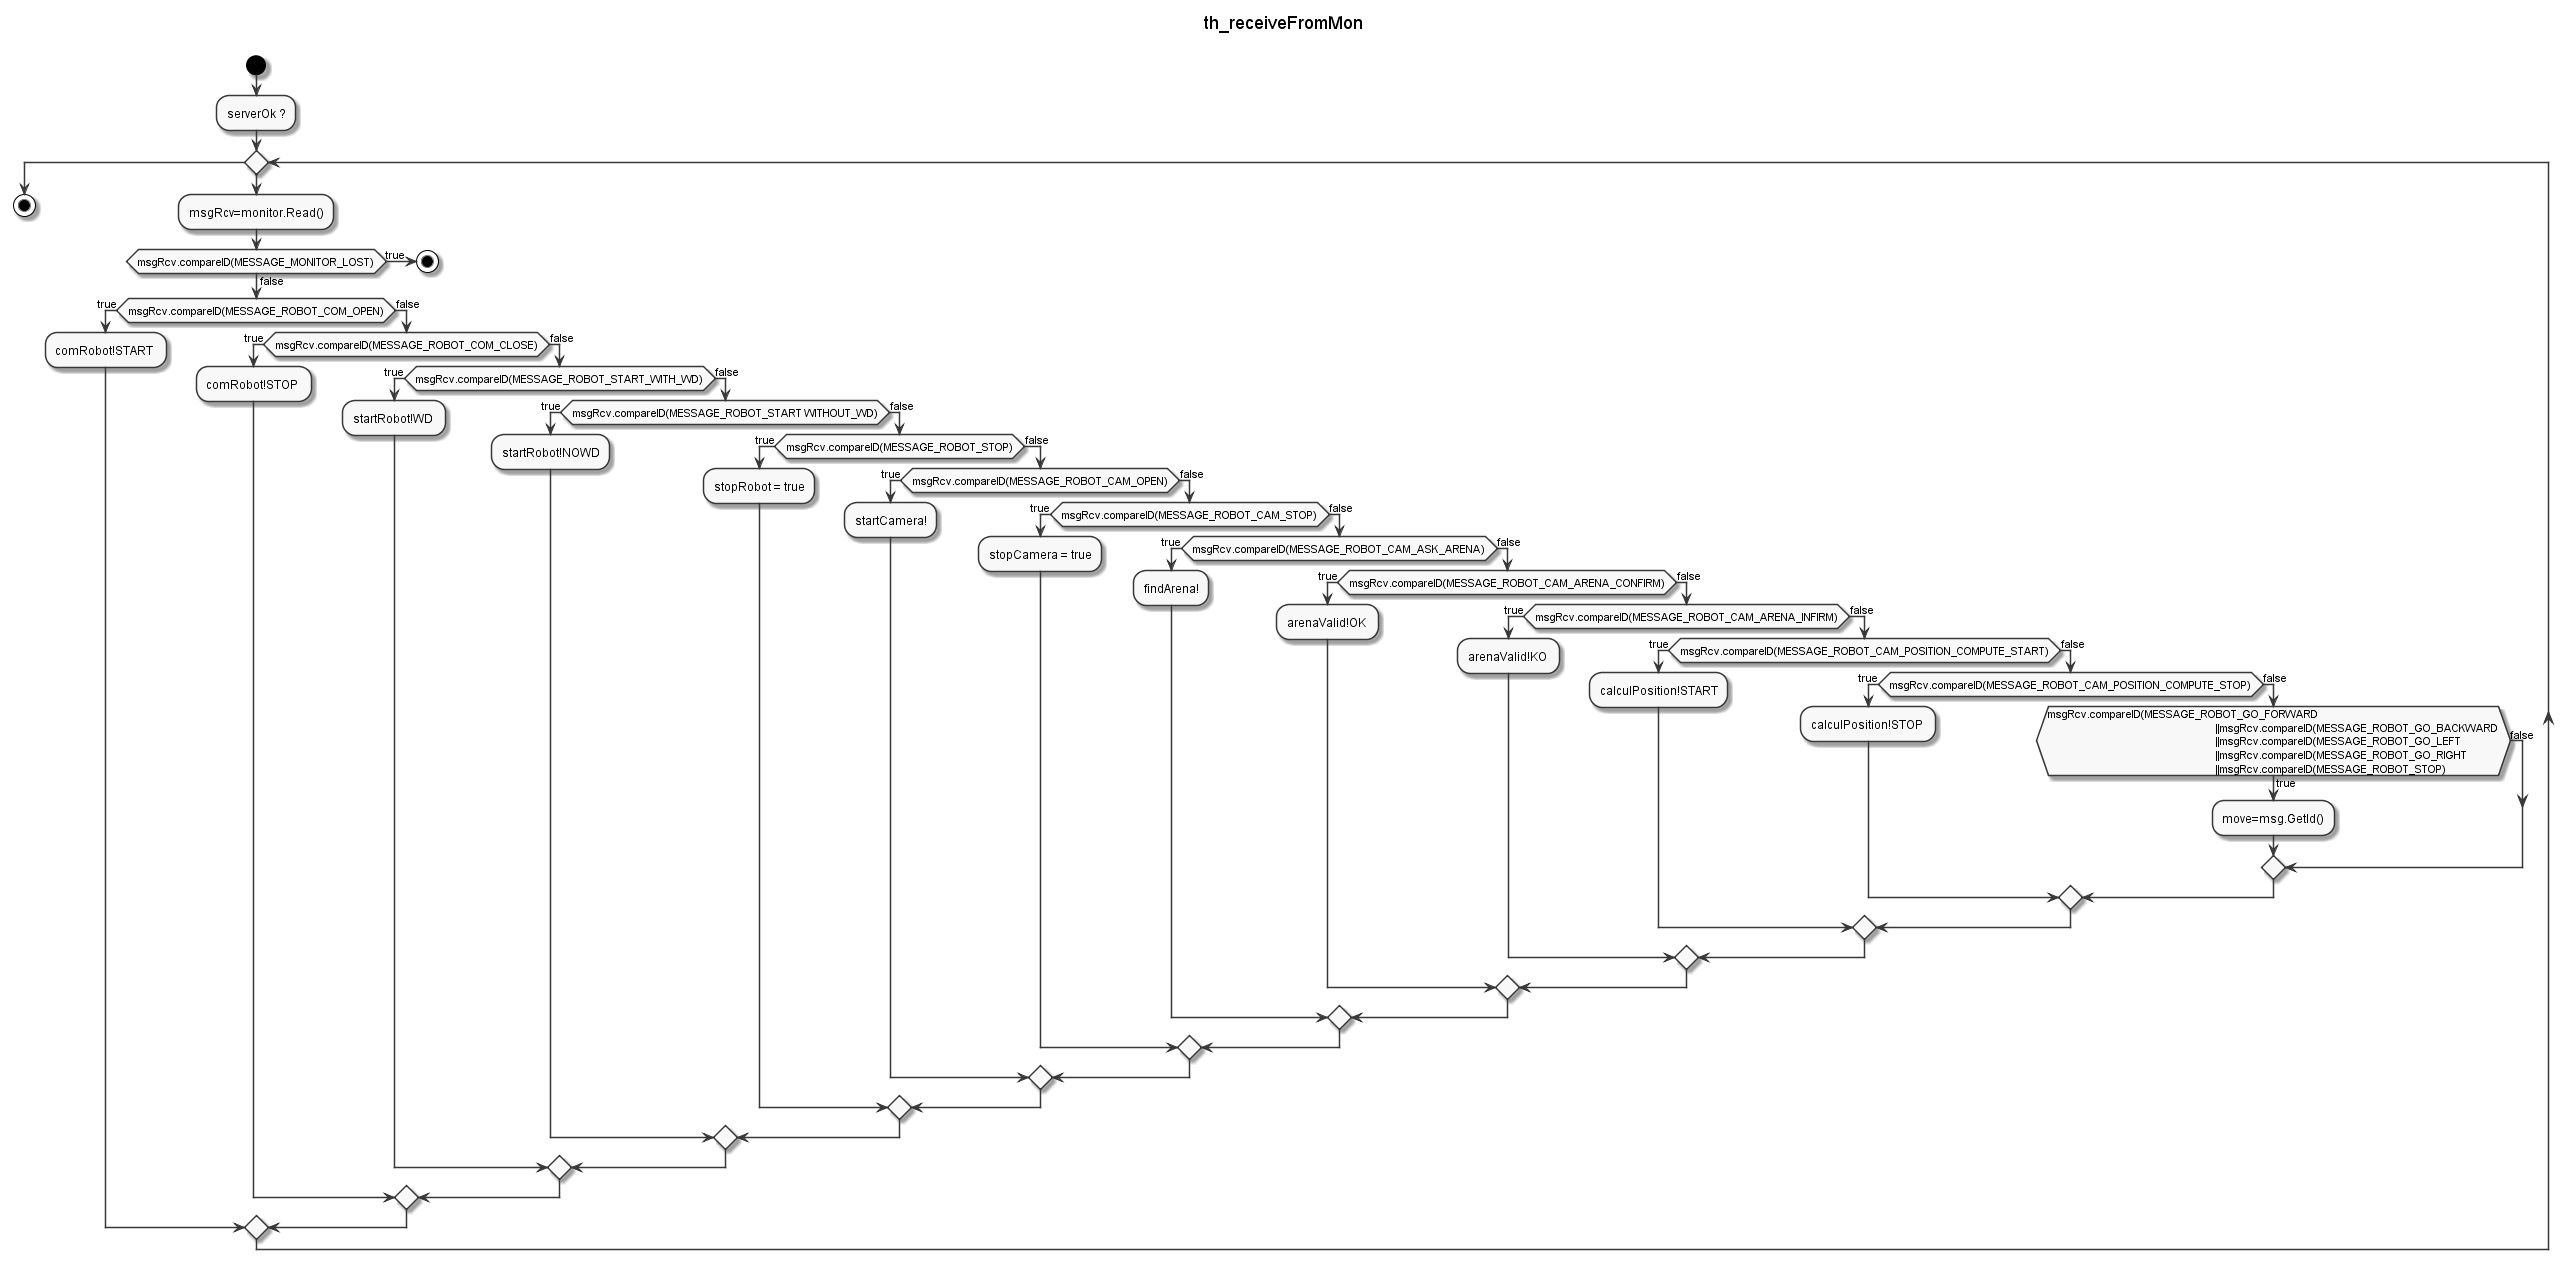 th_receiveFromMon
serverOk ?
msgRcv=monitor.Read()
msgRcv.compareID(MESSAGE_MONITOR_LOST)
true
false
true
msgRcv.compareID(MESSAGE_ROBOT_COM_OPEN)
false
comRobot!START
true
msgRcv.compareID(MESSAGE_ROBOT_COM_CLOSE)
false
comRobot!STOP
true
msgRcv.compareID(MESSAGE_ROBOT_START_WITH_WD)
false
startRobot!WD
true
msgRcv.compareID(MESSAGE_ROBOT_START WITHOUT_WD)
false
startRobot!NOWD
true
msgRcv.compareID(MESSAGE_ROBOT_STOP)
false
stopRobot = true
true
msgRcv.compareID(MESSAGE_ROBOT_CAM_OPEN)
false
startCamera!
true
msgRcv.compareID(MESSAGE_ROBOT_CAM_STOP)
false
stopCamera = true
true
msgRcv.compareID(MESSAGE_ROBOT_CAM_ASK_ARENA)
false
findArena!
true
msgRcv.compareID(MESSAGE_ROBOT_CAM_ARENA_CONFIRM)
false
arenaValid!OK
true
msgRcv.compareID(MESSAGE_ROBOT_CAM_ARENA_INFIRM)
false
arenaValid!KO
true
msgRcv.compareID(MESSAGE_ROBOT_CAM_POSITION_COMPUTE_START)
false
calculPosition!START
true
msgRcv.compareID(MESSAGE_ROBOT_CAM_POSITION_COMPUTE_STOP)
false
calculPosition!STOP
msgRcv.compareID(MESSAGE_ROBOT_GO_FORWARD
||msgRcv.compareID(MESSAGE_ROBOT_GO_BACKWARD
||msgRcv.compareID(MESSAGE_ROBOT_GO_LEFT
||msgRcv.compareID(MESSAGE_ROBOT_GO_RIGHT
||msgRcv.compareID(MESSAGE_ROBOT_STOP)
false
true
move=msg.GetId()